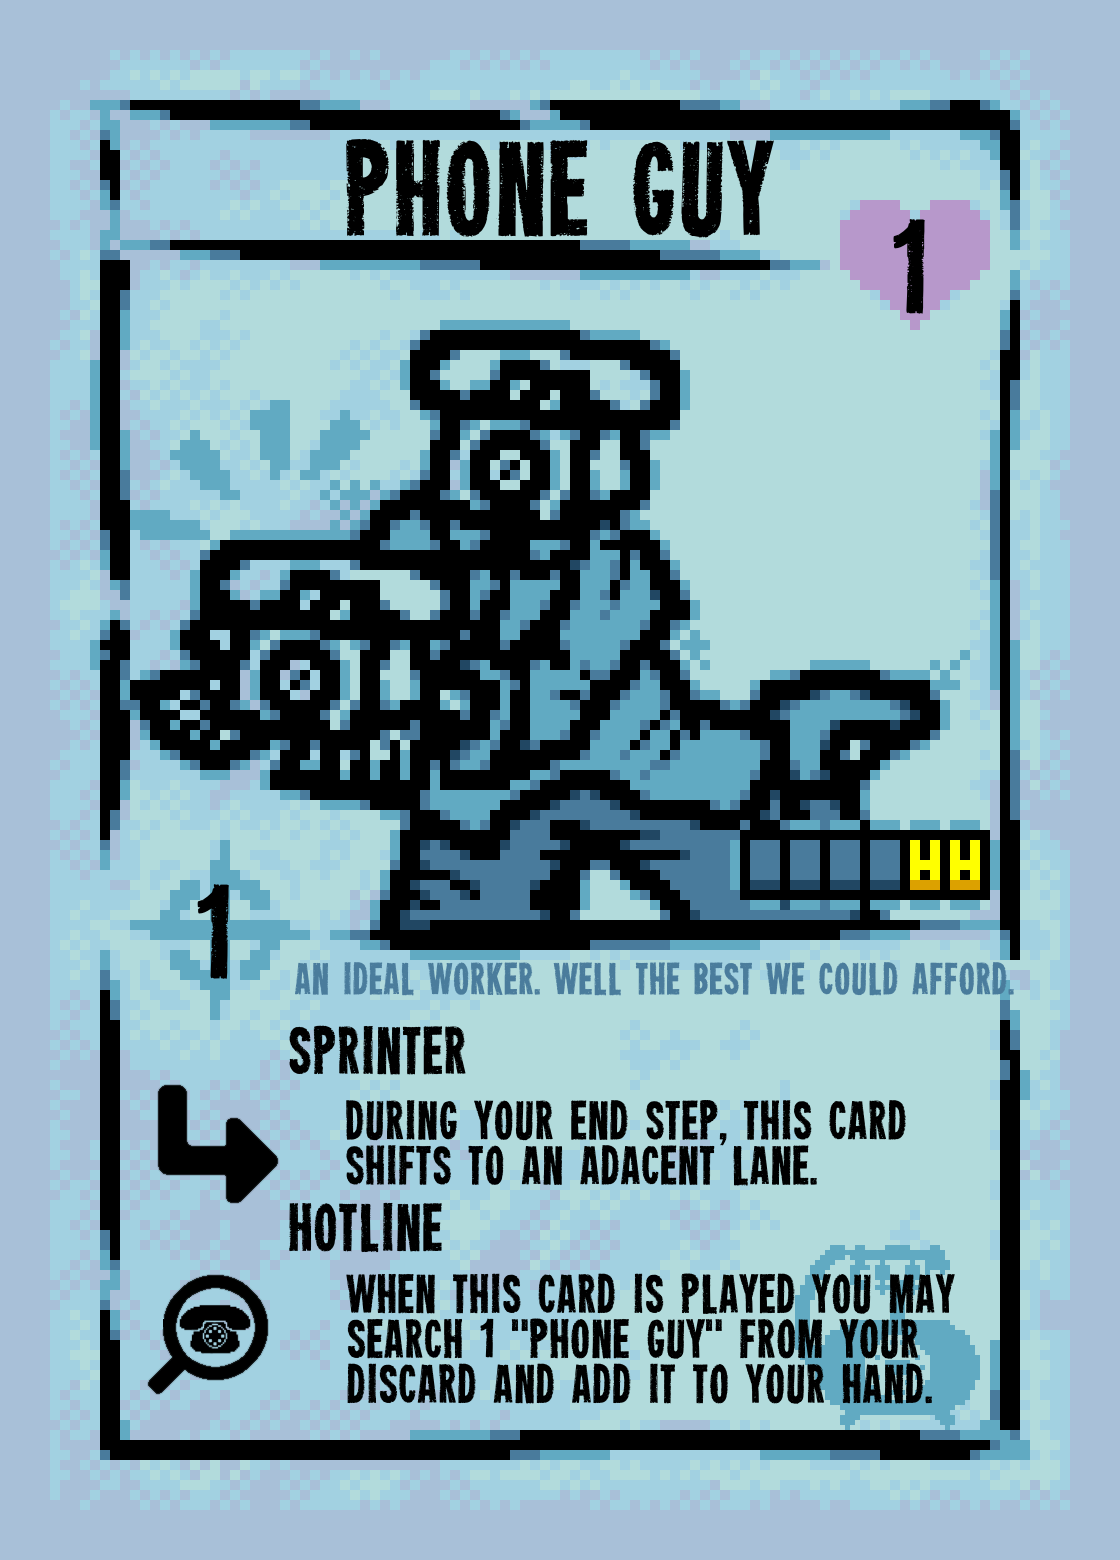 PHONE GUY
1
1
AN IDEAL WORKER. WELL THE BEST WE COULD AFFORD.
SPRINTER
DURING YOUR END STEP, THIS CARD
SHIFTS TO AN ADACENT LANE.
HOTLINE
WHEN THIS CARD IS PLAYED YOU MAY
SEARCH 1 "PHONE GUY" FROM YOUR
DISCARD AND ADD IT TO YOUR HAND.